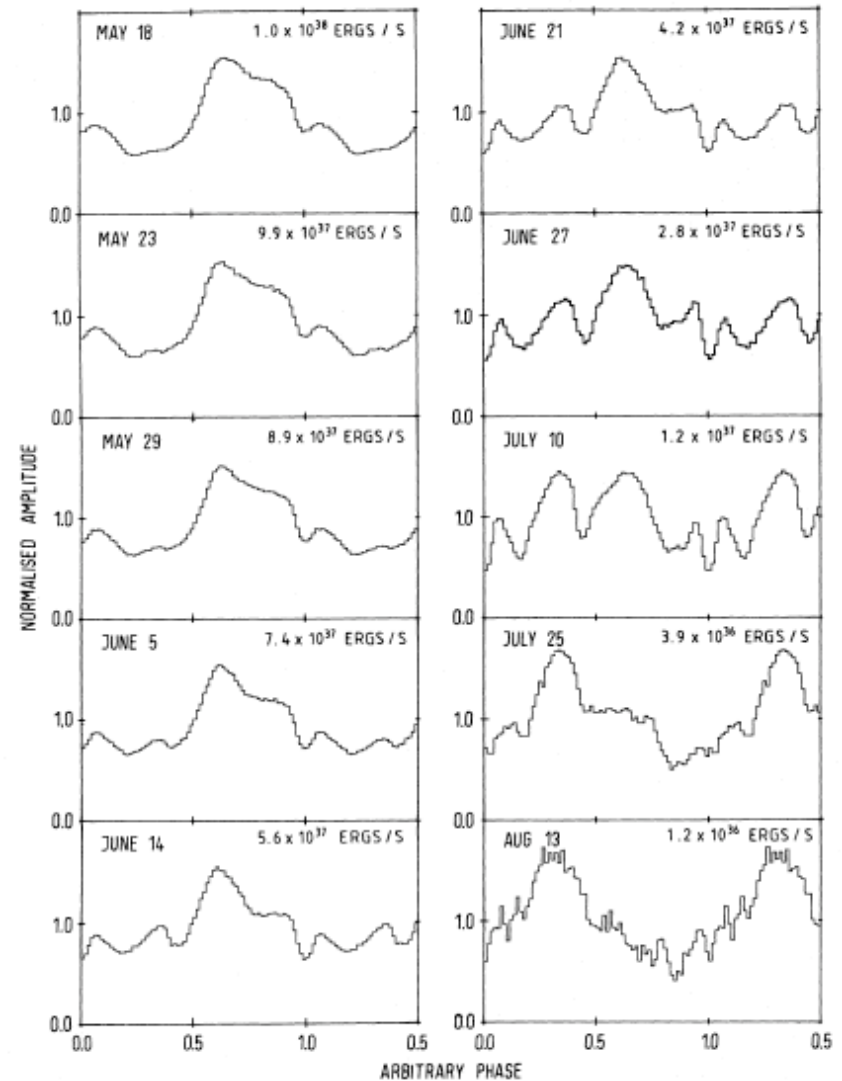 NORMALISED AMPLITUDE
MAY 18 1.0 x 10³⁸ ERGS / S
1.0
0.0
MAY 23 9.9 x 10³⁷ ERGS / S
1.0
0.0
MAY 29 8.9 x 10³⁷ ERGS / S
1.0
0.0
JUNE 5 7.4 x 10³⁷ ERGS / S
1.0
0.0
JUNE 14 5.6 x 10³⁷ ERGS / S
1.0
0.0
0.0 0.5 1.0 0.5
JUNE 21 4.2 x 10³⁷ ERGS / S
1.0
0.0
JUNE 27 2.8 x 10³⁷ ERGS / S
1.0
0.0
JULY 10 1.2 x 10³⁷ ERGS / S
1.0
0.0
JULY 25 3.9 x 10³⁶ ERGS / S
1.0
0.0
AUG 13 1.2 x 10³⁶ ERGS / S
1.0
0.0
0.0 0.5 1.0 0.5
ARBITRARY PHASE